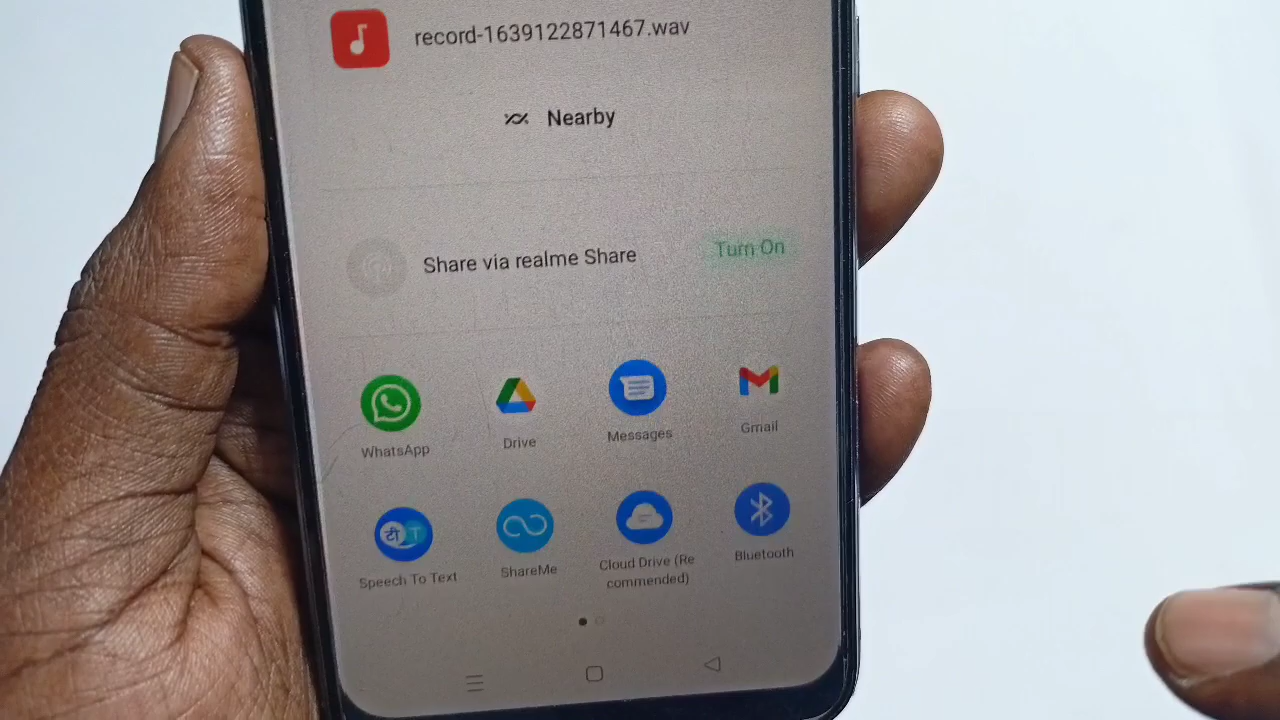 record-1639122871467.wav
Nearby
Share via realme Share
Turn On
WhatsApp
Drive
Messages
Gmail
टी T
Speech To Text
ShareMe
Cloud Drive (Re
commended)
Bluetooth